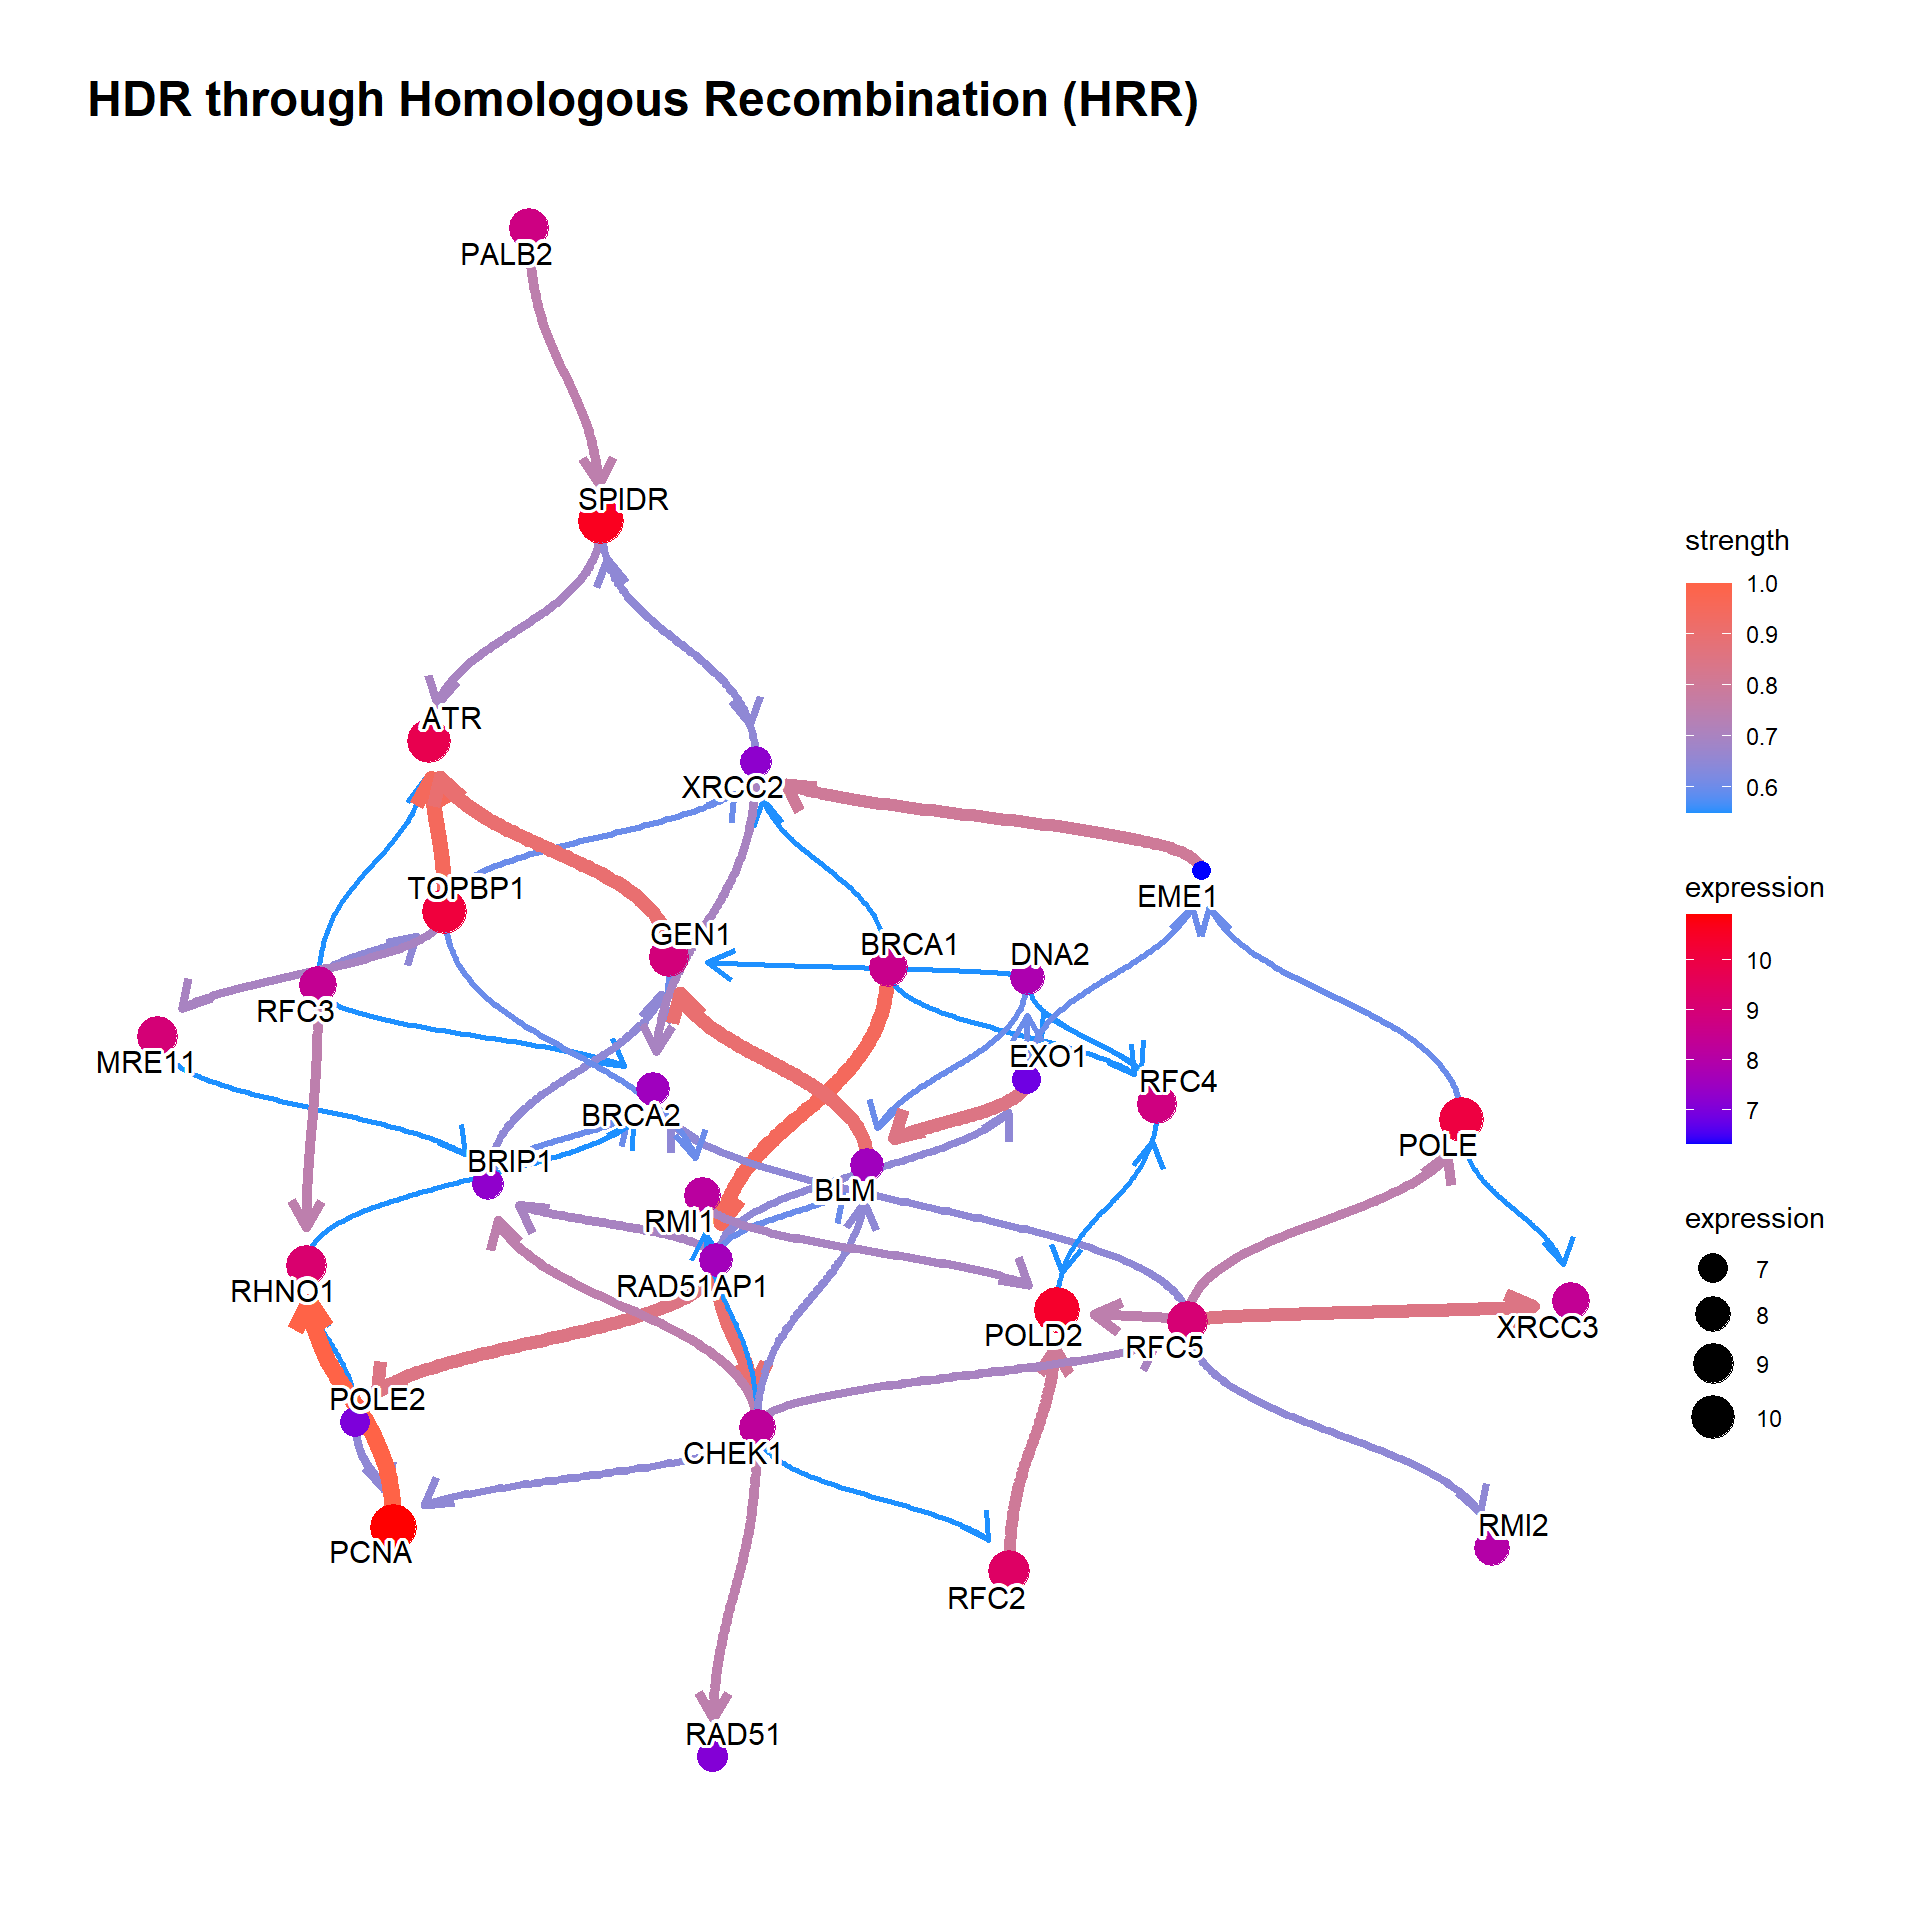 HDR through Homologous Recombination (HRR)
PALB2
SPIDR
ATR
XRCC2
TOPBP1
EME1
GEN1
BRCA1
DNA2
RFC3
MRE11
EXO1
RFC4
BRCA2
POLE
BRIP1
BLM
RMI1
RHNO1
RAD51AP1
POLD2
RFC5
XRCC3
POLE2
CHEK1
PCNA
RMI2
RFC2
RAD51
strength
1.0
0.9
0.8
0.7
0.6
expression
10
9
8
7
expression
7
8
9
10